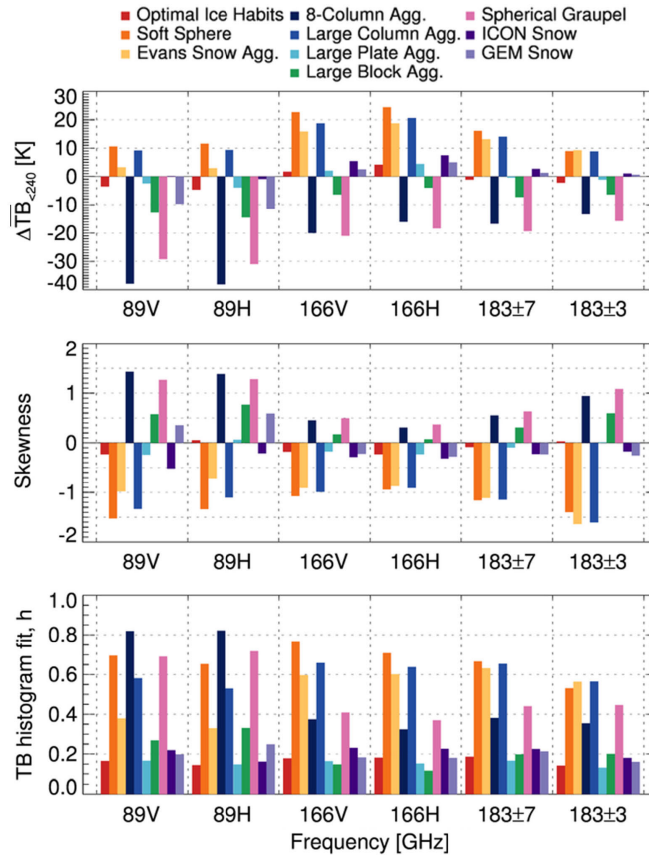 Optimal Ice Habits 8-Column Agg. Spherical Graupel
Soft Sphere Large Column Agg. ICON Snow
Evans Snow Agg. Large Plate Agg. GEM Snow
Large Block Agg.
30
20
10
0
-10
-20
-30
-40
ΔTB<240 [K]
89V 89H 166V 166H 183±7 183±3
2
1
0
-1
-2
Skewness
89V 89H 166V 166H 183±7 183±3
1.0
0.8
0.6
0.4
0.2
0.0
TB histogram fit, h
89V 89H 166V 166H 183±7 183±3
Frequency [GHz]